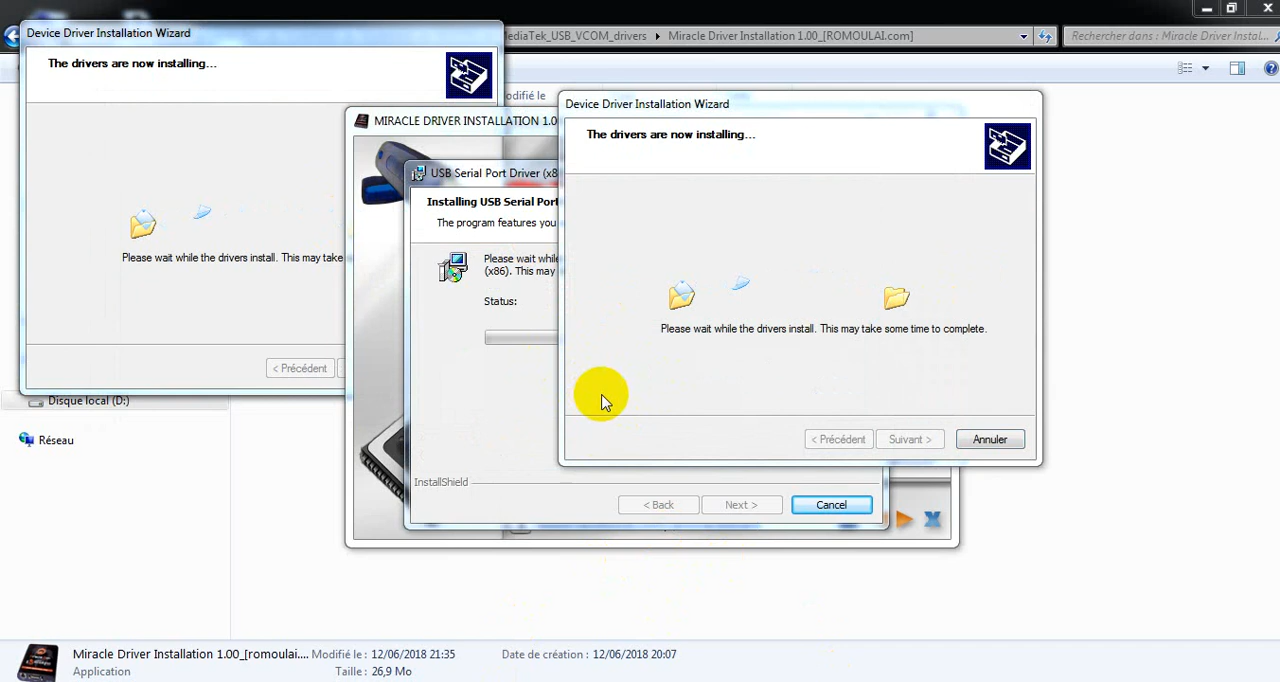 Device Driver Installation Wizard
The drivers are now installing...
Please wait while the drivers install. This may take
< Précédent
MediaTek_USB_VCOM_drivers
Miracle Driver Installation 1.00_[ROMOULAI.com]
Rechercher dans : Miracle Driver Instal...
odifié le
MIRACLE DRIVER INSTALLATION 1.00
USB Serial Port Driver (x8
Installing USB Serial Port
The program features you
Please wait while
(x86). This may
Status:
InstallShield
< Back
Next >
Cancel
Device Driver Installation Wizard
The drivers are now installing...
Please wait while the drivers install. This may take some time to complete.
< Précédent
Suivant >
Annuler
Disque local (D:)
Réseau
Miracle Driver Installation 1.00_[romoulai....
Modifié le : 12/06/2018 21:35
Date de création : 12/06/2018 20:07
Application
Taille : 26,9 Mo